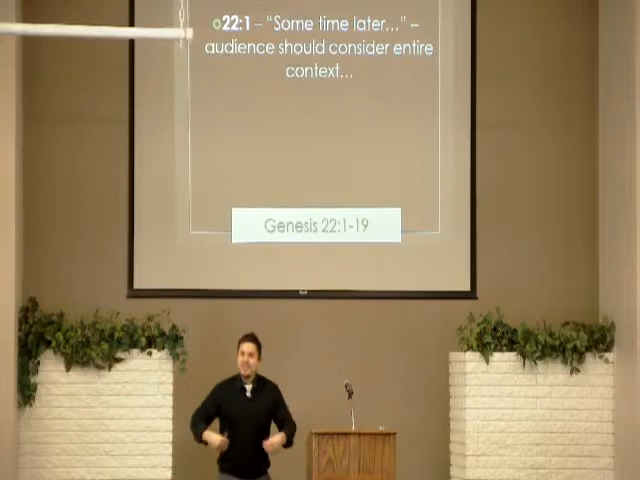 22:1 – “Some time later...” –
audience should consider entire
context...
Genesis 22:1-19